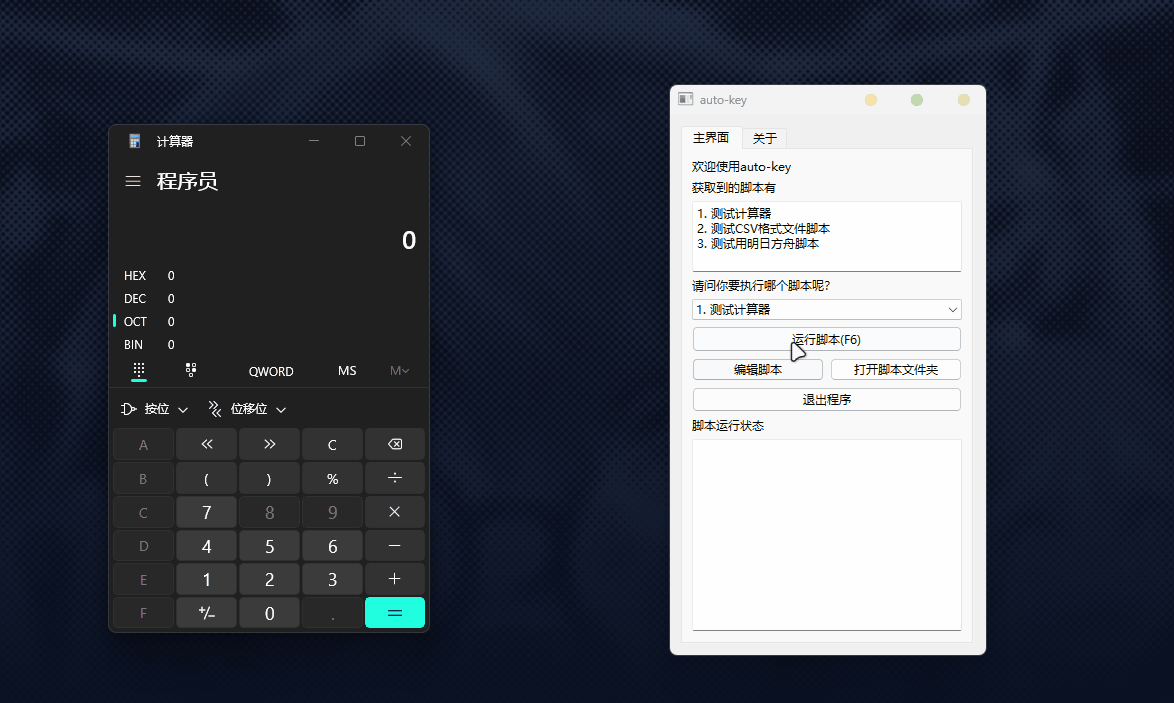 计算器
程序员
0
HEX 0
DEC 0
OCT 0
BIN 0
QWORD MS M
按位 位移位
A « » C
B ( ) % ÷
C 7 8 9 ×
D 4 5 6 −
E 1 2 3 +
F +/− 0 . =
auto-key
主界面 关于
欢迎使用auto-key
获取到的脚本有
1. 测试计算器
2. 测试CSV格式文件脚本
3. 测试用明日方舟脚本
请问你要执行哪个脚本呢?
1. 测试计算器
运行脚本(F6)
编辑脚本 打开脚本文件夹
退出程序
脚本运行状态